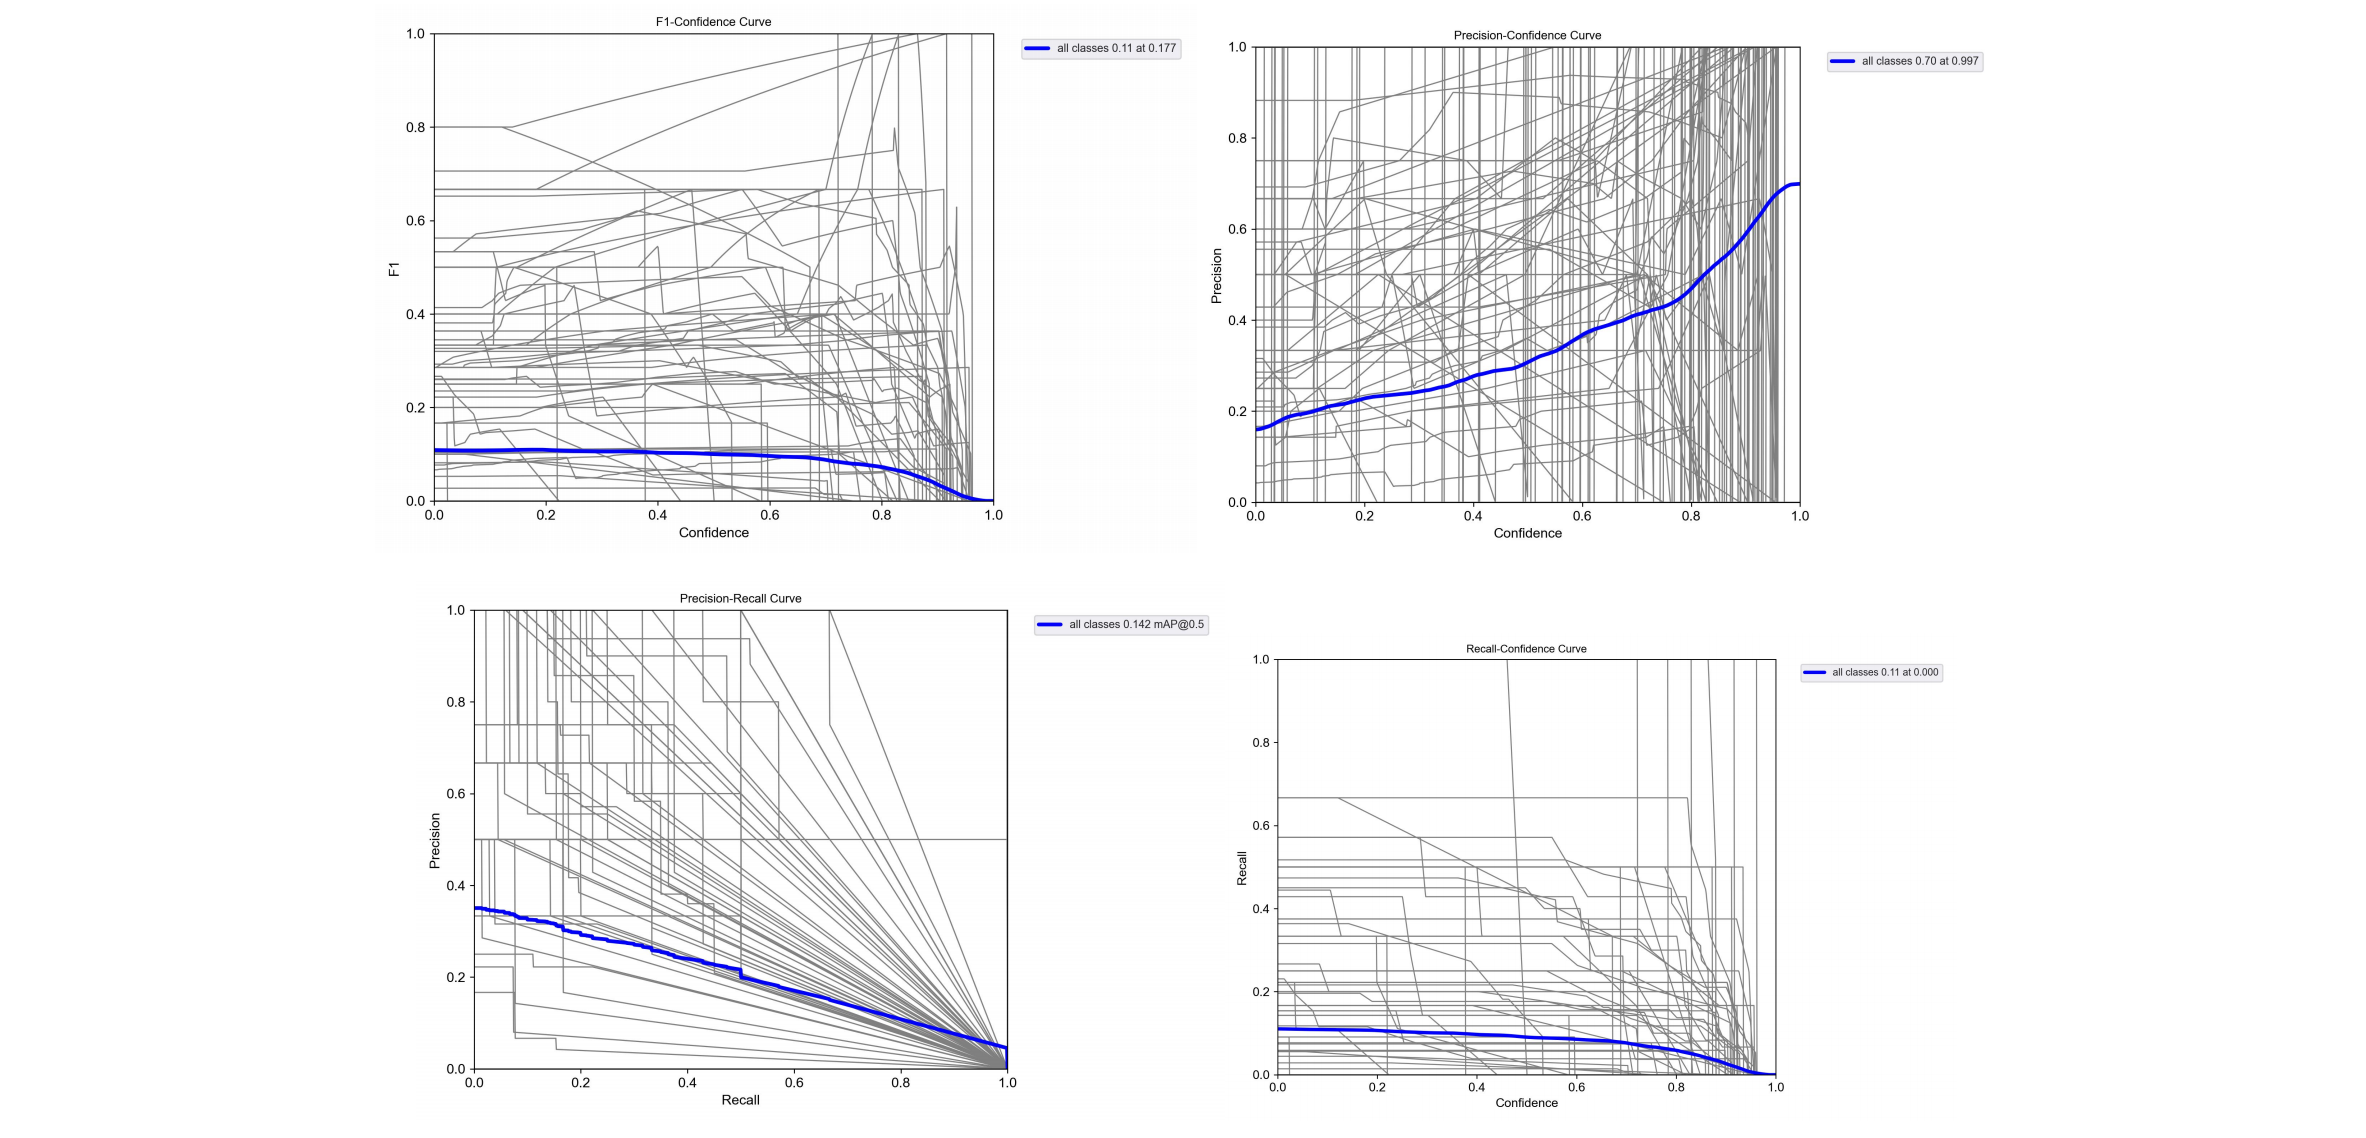 F1-Confidence Curve
1.0
0.8
0.6
0.4
0.2
0.0
F1
0.0 0.2 0.4 0.6 0.8 1.0
Confidence
all classes 0.11 at 0.177
Precision-Confidence Curve
1.0
0.8
0.6
0.4
0.2
0.0
Precision
0.0 0.2 0.4 0.6 0.8 1.0
Confidence
all classes 0.70 at 0.997
Precision-Recall Curve
1.0
0.8
0.6
0.4
0.2
0.0
Precision
0.0 0.2 0.4 0.6 0.8 1.0
Recall
all classes 0.142 mAP@0.5
Recall-Confidence Curve
1.0
0.8
0.6
0.4
0.2
0.0
Recall
0.0 0.2 0.4 0.6 0.8 1.0
Confidence
all classes 0.11 at 0.000